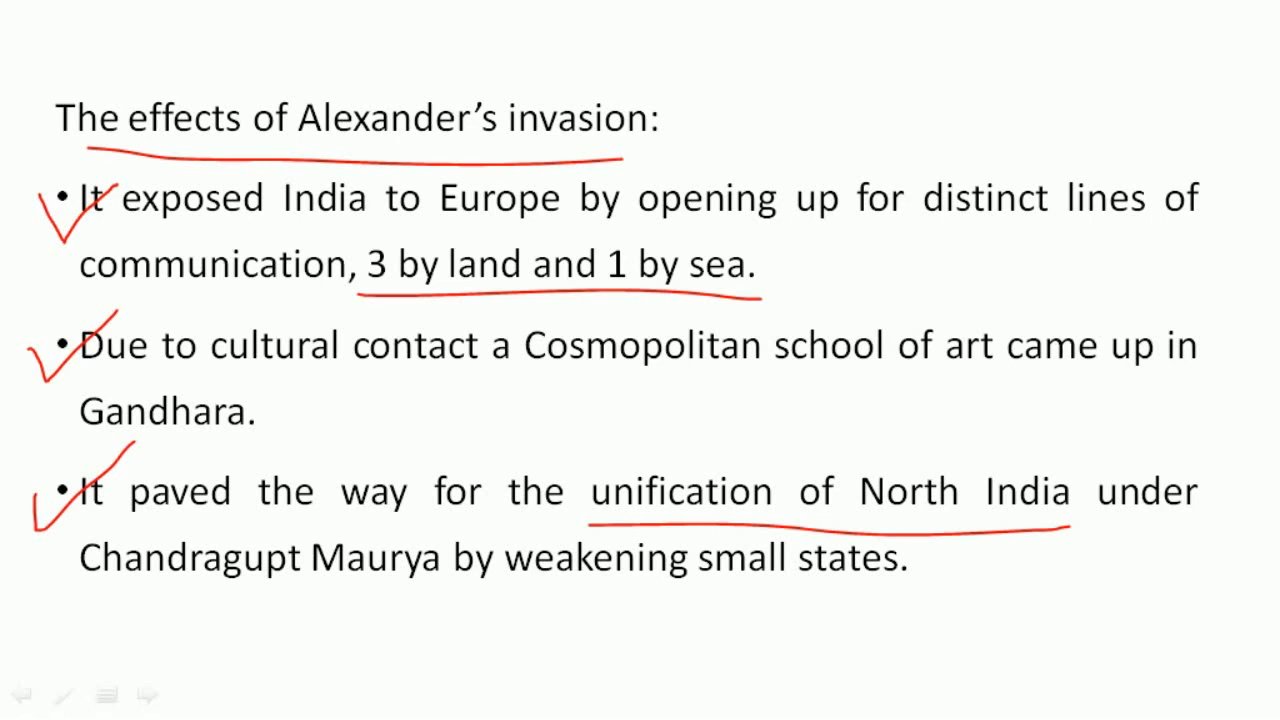 The effects of Alexander’s invasion:
• It exposed India to Europe by opening up for distinct lines of
communication, 3 by land and 1 by sea.
• Due to cultural contact a Cosmopolitan school of art came up in
Gandhara.
• It paved the way for the unification of North India under
Chandragupt Maurya by weakening small states.